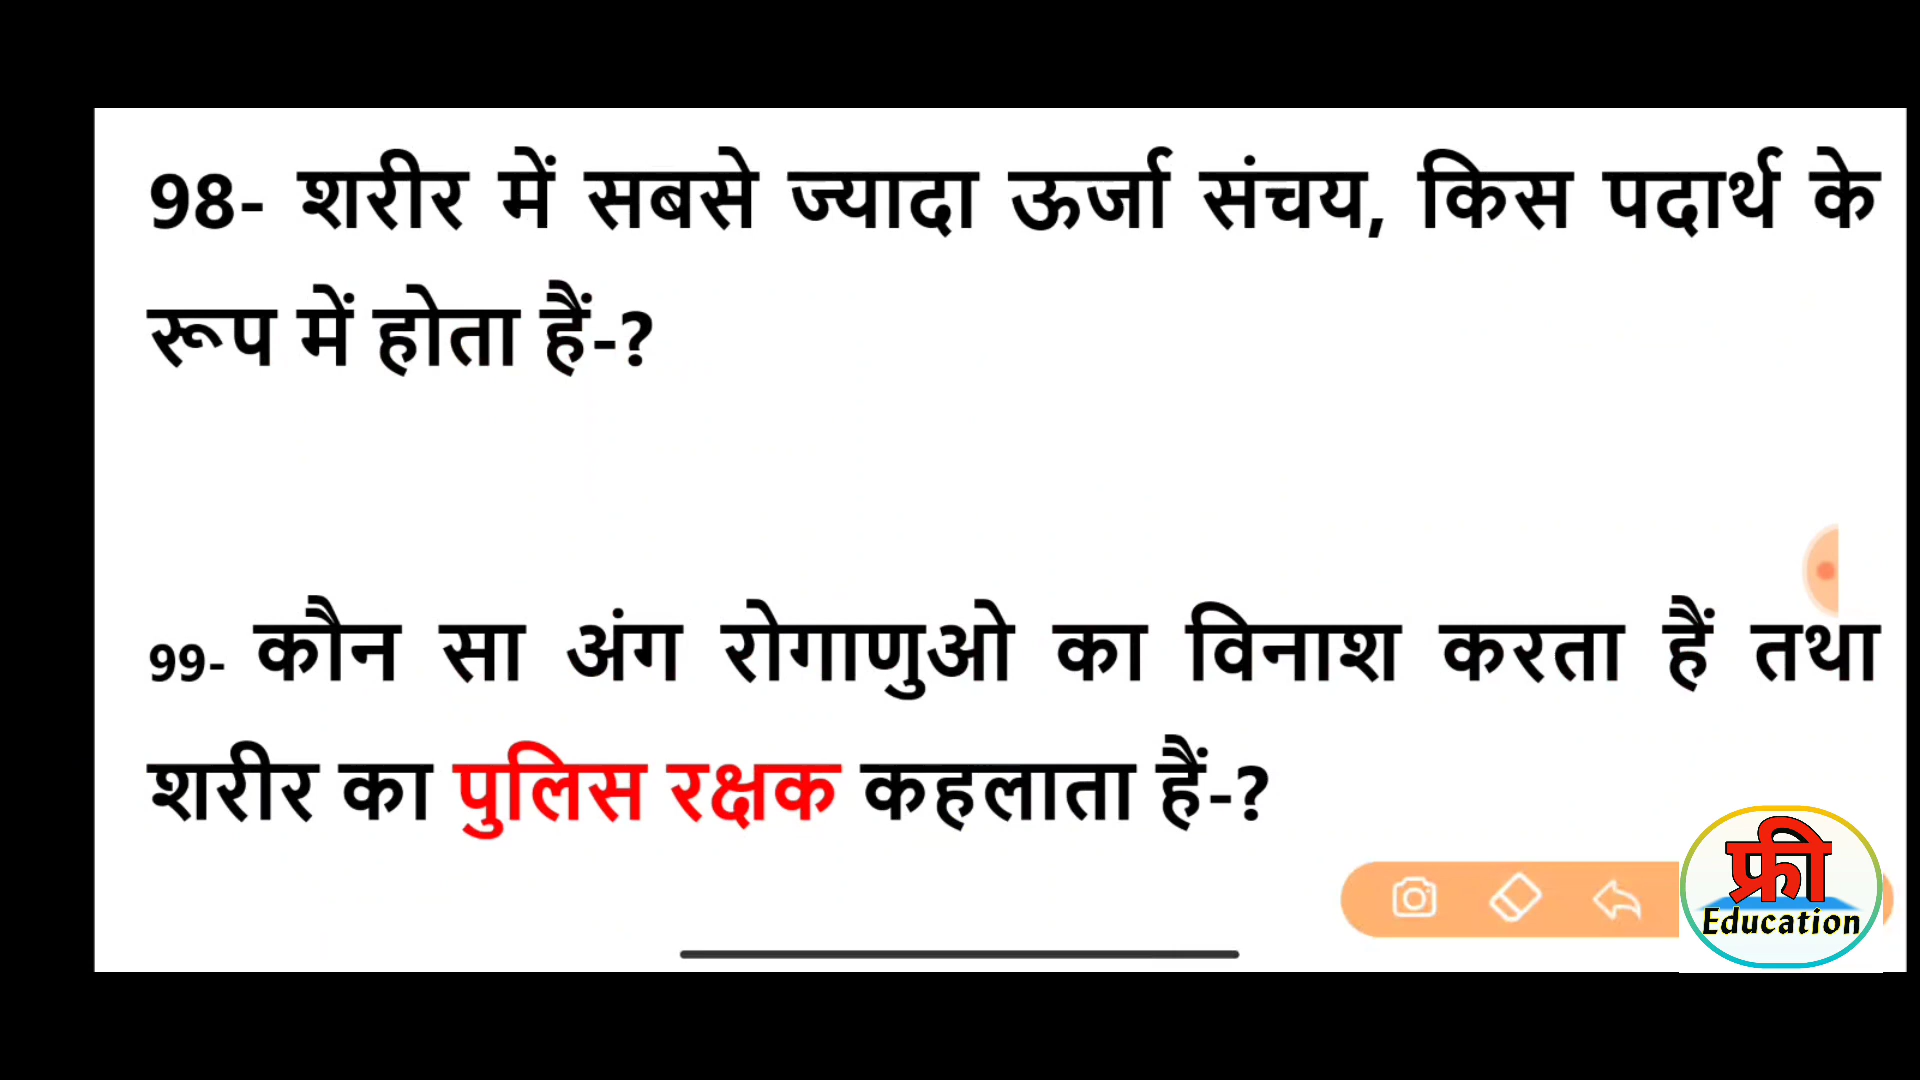 98- शरीर में सबसे ज्यादा ऊर्जा संचय, किस पदार्थ के
रूप में होता हैं-?
99- कौन सा अंग रोगाणुओ का विनाश करता हैं तथा
शरीर का पुलिस रक्षक कहलाता हैं-?
फ्री
Education